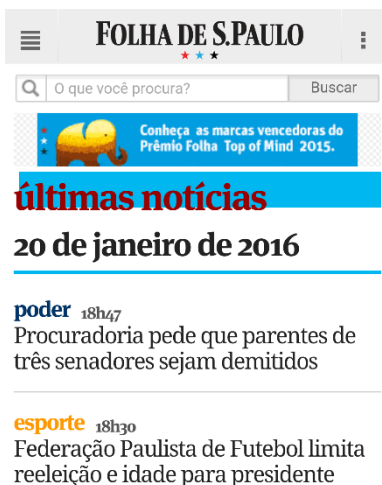 FOLHA DE S.PAULO
O que você procura?
Buscar
Conheça as marcas vencedoras do
Prêmio Folha Top of Mind 2015.
últimas notícias
20 de janeiro de 2016
poder 18h47
Procuradoria pede que parentes de
três senadores sejam demitidos
esporte 18h30
Federação Paulista de Futebol limita
reeleição e idade para presidente